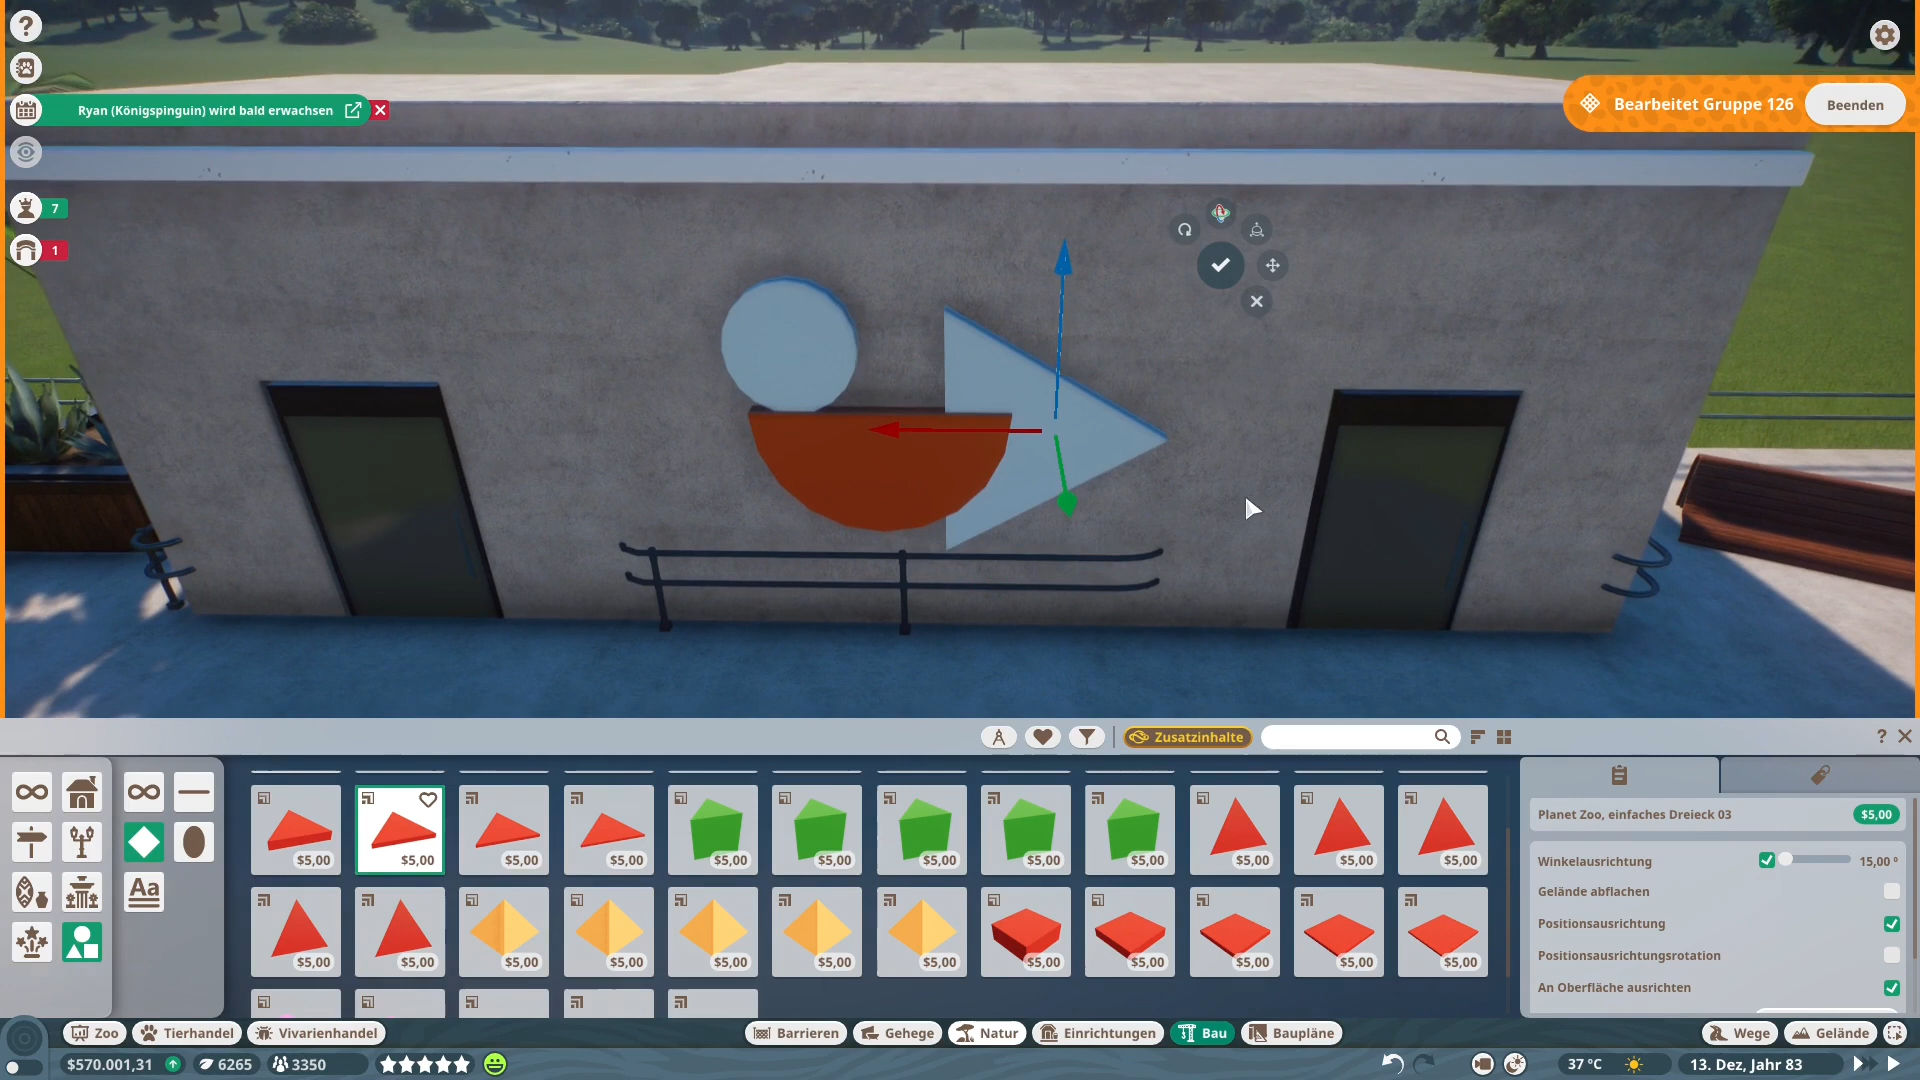 ?
Ryan (Königspinguin) wird bald erwachsen
Bearbeitet Gruppe 126
Beenden
7
1
Zusatzinhalte
?
$5,00 $5,00 $5,00 $5,00 $5,00 $5,00 $5,00 $5,00 $5,00 $5,00 $5,00 $5,00
$5,00 $5,00 $5,00 $5,00 $5,00 $5,00 $5,00 $5,00 $5,00 $5,00 $5,00 $5,00
Aa
Planet Zoo, einfaches Dreieck 03 $5,00
Winkelausrichtung 15,00 °
Gelände abflachen
Positionsausrichtung
Positionsausrichtungsrotation
An Oberfläche ausrichten
Zoo Tierhandel Vivarienhandel Barrieren Gehege Natur Einrichtungen Bau Baupläne Wege Gelände
$570.001,31 6265 3350 37 °C 13. Dez, Jahr 83